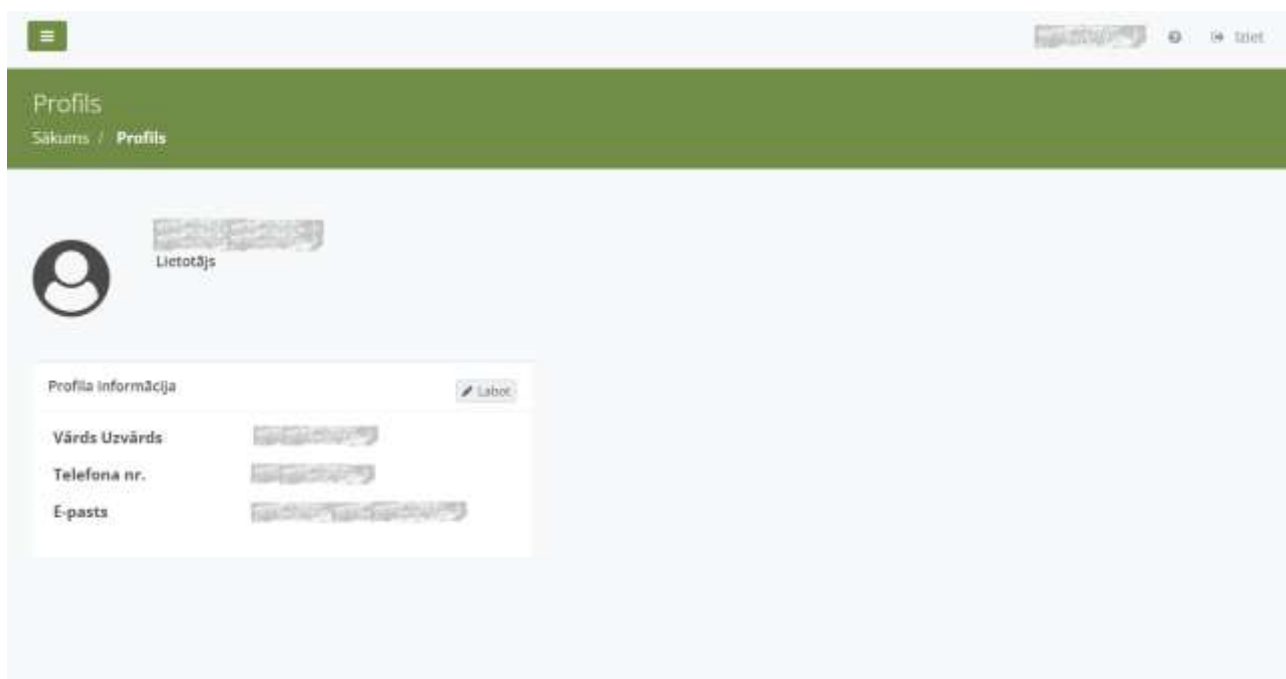 Iziet
Profils
Sākums / Profils
Lietotājs
Profila informācija
Labot
Vārds Uzvārds
Telefona nr.
E-pasts